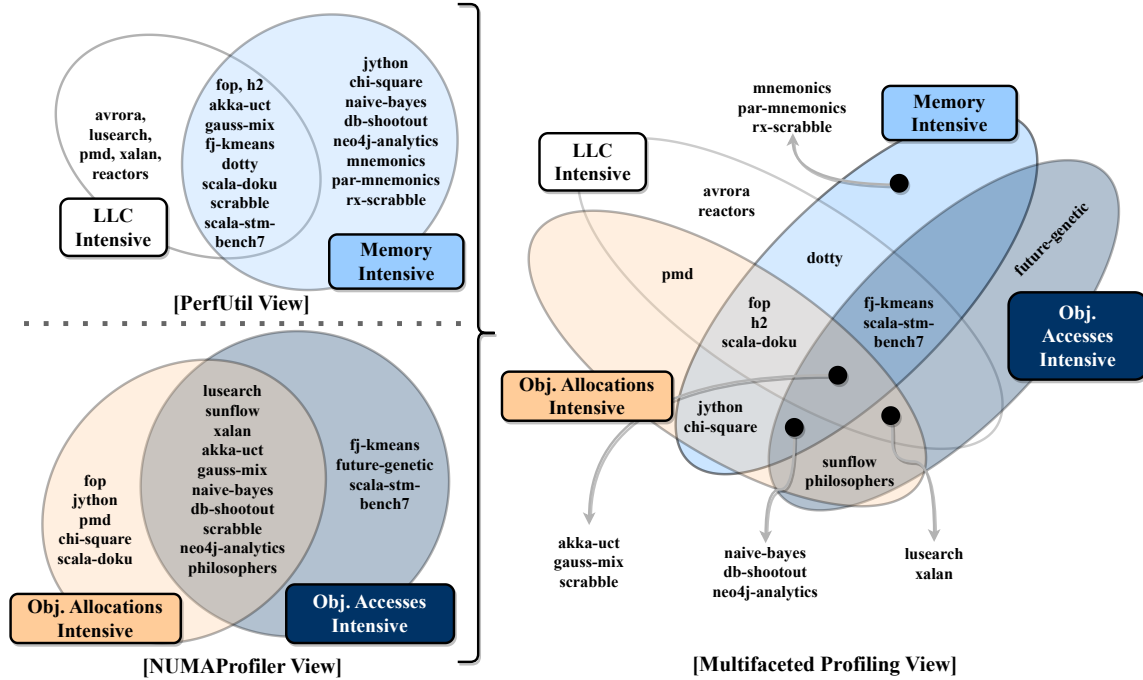 avrora,
lusearch,
pmd, xalan,
reactors
fop, h2
akka-uct
gauss-mix
fj-kmeans
dotty
scala-doku
scrabble
scala-stm-
bench7
jython
chi-square
naive-bayes
db-shootout
neo4j-analytics
mnemonics
par-mnemonics
rx-scrabble
LLC
Intensive
Memory
Intensive
[PerfUtil View]
fop
jython
pmd
chi-square
scala-doku
lusearch
sunflow
xalan
akka-uct
gauss-mix
naive-bayes
db-shootout
scrabble
neo4j-analytics
philosophers
fj-kmeans
future-genetic
scala-stm-
bench7
Obj. Allocations
Intensive
Obj. Accesses
Intensive
[NUMAProfiler View]
mnemonics
par-mnemonics
rx-scrabble
Memory
Intensive
LLC
Intensive
avrora
reactors
pmd
dotty
future-genetic
fop
h2
scala-doku
fj-kmeans
scala-stm-
bench7
Obj.
Accesses
Intensive
Obj. Allocations
Intensive
jython
chi-square
sunflow
philosophers
akka-uct
gauss-mix
scrabble
naive-bayes
db-shootout
neo4j-analytics
lusearch
xalan
[Multifaceted Profiling View]